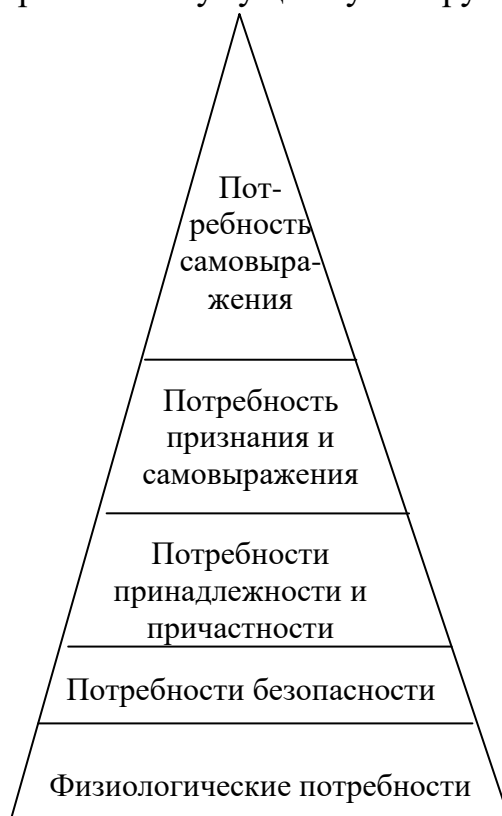 Пот-
ребность
самовыра-
жения
Потребность
признания и
самовыражения
Потребности
принадлежности и
причастности
Потребности безопасности
Физиологические потребности